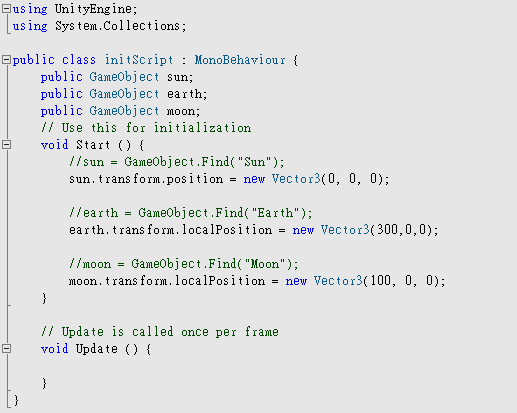 using UnityEngine;
using System.Collections;

public class initScript : MonoBehaviour {
    public GameObject sun;
    public GameObject earth;
    public GameObject moon;
    // Use this for initialization
    void Start () {
        //sun = GameObject.Find("Sun");
        sun.transform.position = new Vector3(0, 0, 0);

        //earth = GameObject.Find("Earth");
        earth.transform.localPosition = new Vector3(300,0,0);

        //moon = GameObject.Find("Moon");
        moon.transform.localPosition = new Vector3(100, 0, 0);
    }

    // Update is called once per frame
    void Update () {

    }
}